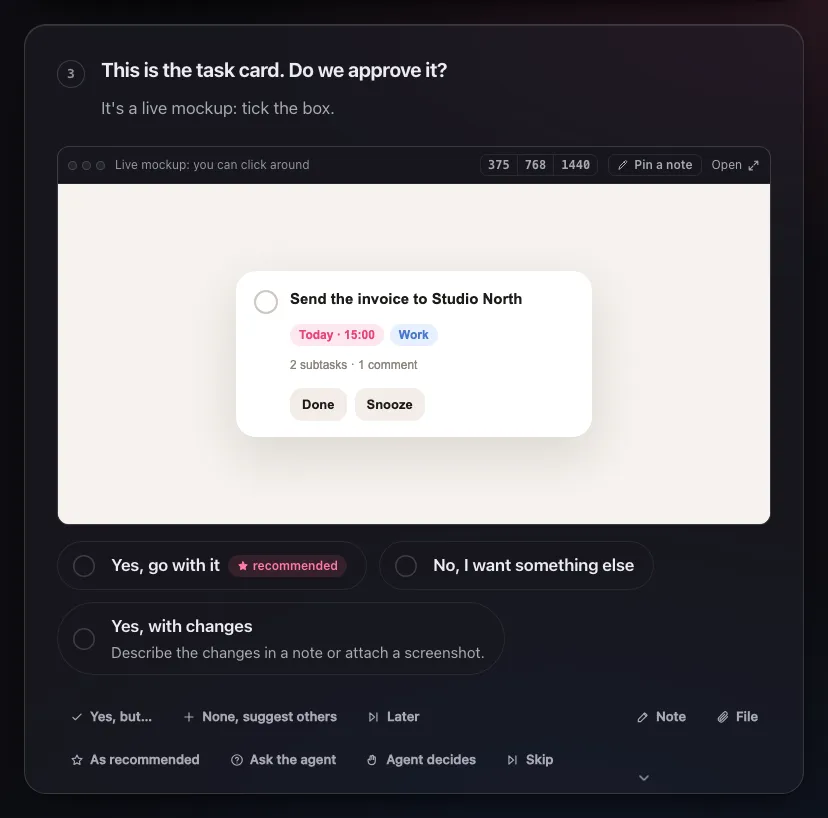 3 This is the task card. Do we approve it?
It's a live mockup: tick the box.
Live mockup: you can click around 375 768 1440 Pin a note Open
Send the invoice to Studio North
Today · 15:00 Work
2 subtasks · 1 comment
Done Snooze
Yes, go with it recommended No, I want something else
Yes, with changes
Describe the changes in a note or attach a screenshot.
Yes, but... None, suggest others Later Note File
As recommended Ask the agent Agent decides Skip